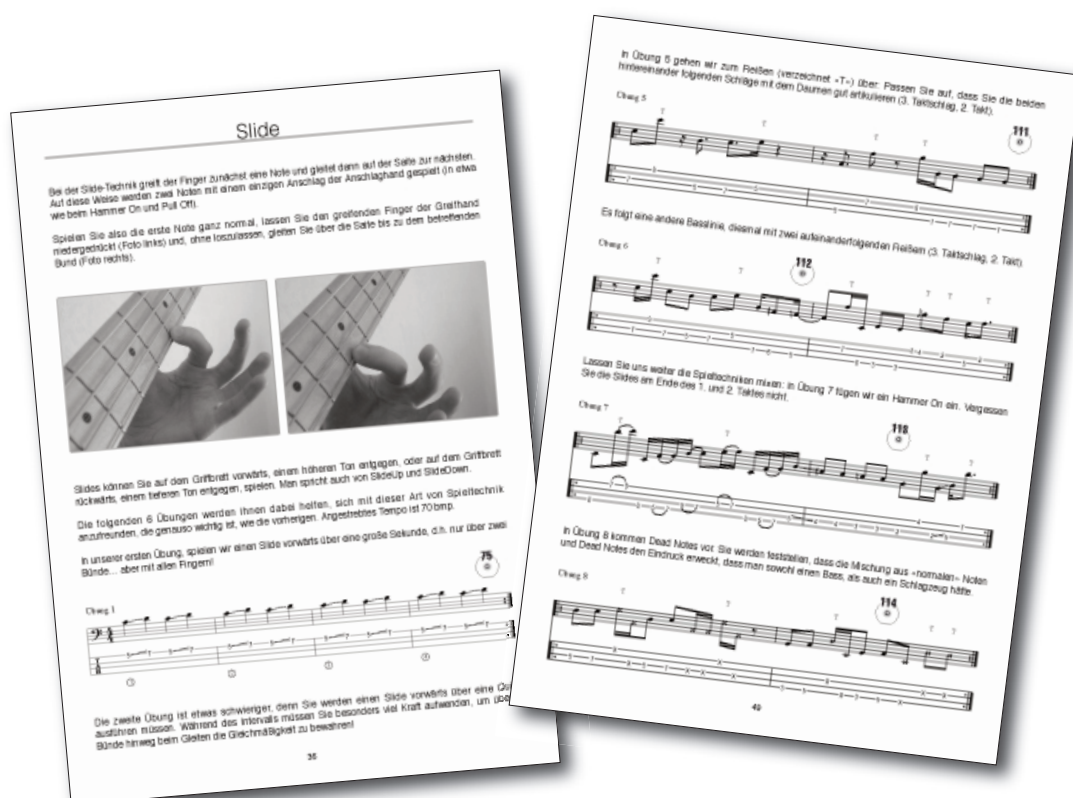 Slide
Bei der Slide-Technik greift der Finger zunächst eine Note und gleitet dann auf der Saite zur nächsten.
Auf diese Weise werden zwei Noten mit einem einzigen Anschlag der Anschlaghand gespielt (in etwa
wie beim Hammer On und Pull Off).
Spielen Sie also die erste Note ganz normal, lassen Sie den greifenden Finger der Greifhand
niedergedrückt (Foto links) und, ohne loszulassen, gleiten Sie über die Saite bis zu dem betreffenden
Bund (Foto rechts).
Slides können Sie auf dem Griffbrett vorwärts, einem höheren Ton entgegen, oder auf dem Griffbrett
rückwärts, einem tieferen Ton entgegen, spielen. Man spricht auch von SlideUp und SlideDown.
Die folgenden 6 Übungen werden ihnen dabei helfen, sich mit dieser Art von Spieltechnik
anzufreunden, die genauso wichtig ist, wie die vorherigen. Angestrebtes Tempo ist 70 bmp.
In unserer ersten Übung, spielen wir einen Slide vorwärts über eine große Sekunde, d.h. nur über zwei
Bünde... aber mit allen Fingern!
75
Übung 1
Die zweite Übung ist etwas schwieriger, denn Sie werden einen Slide vorwärts über eine
ausführen müssen. Während des Intervalls müssen Sie besonders viel Kraft aufwenden, um
Bünde hinweg beim Gleiten die Gleichmäßigkeit zu bewahren!
36
In Übung 5 gehen wir zum Reißen (verzeichnet «T») über: Passen Sie auf, dass Sie die beiden
hintereinander folgenden Schläge mit dem Daumen gut artikulieren (3. Taktschlag, 2. Takt).
Übung 5
111
T T T T
Es folgt eine andere Basslinie, diesmal mit zwei aufeinanderfolgenden Reißern (3. Taktschlag, 2. Takt).
Übung 6
112
T T T T T T
Lassen Sie uns weiter die Spieltechniken mixen: in Übung 7 fügen wir ein Hammer On ein. Vergessen
Sie die Slides am Ende des 1. und 2. Taktes nicht.
Übung 7
T T T T
In Übung 8 kommen Dead Notes vor. Sie werden feststellen, dass die Mischung aus «normalen» Noten
und Dead Notes den Eindruck erweckt, dass man sowohl einen Bass, als auch ein Schlagzeug hätte.
Übung 8
114
T T T T T
49